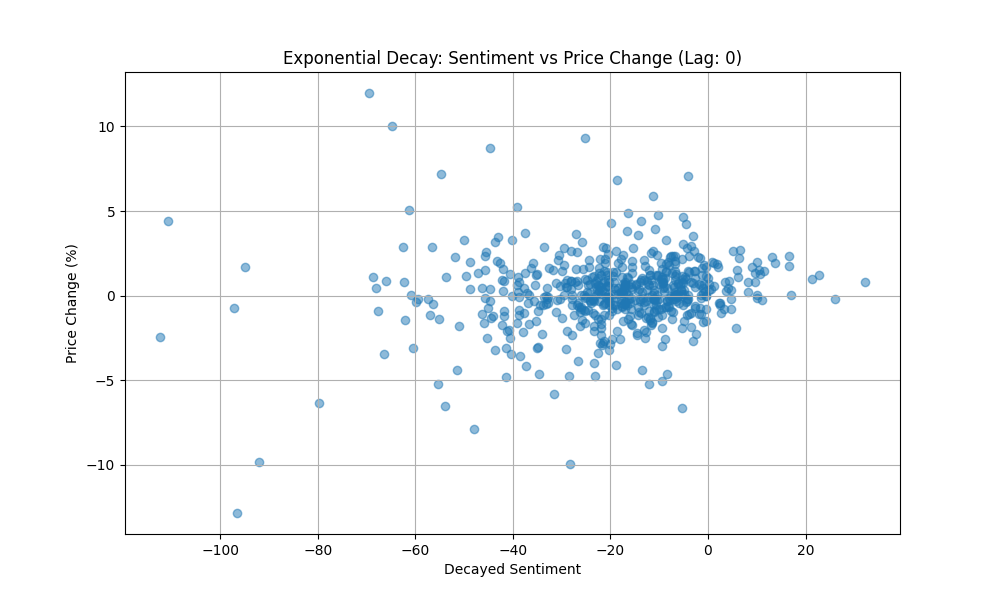 Exponential Decay: Sentiment vs Price Change (Lag: 0)
Price Change (%)
10
5
0
−5
−10
−100 −80 −60 −40 −20 0 20
Decayed Sentiment